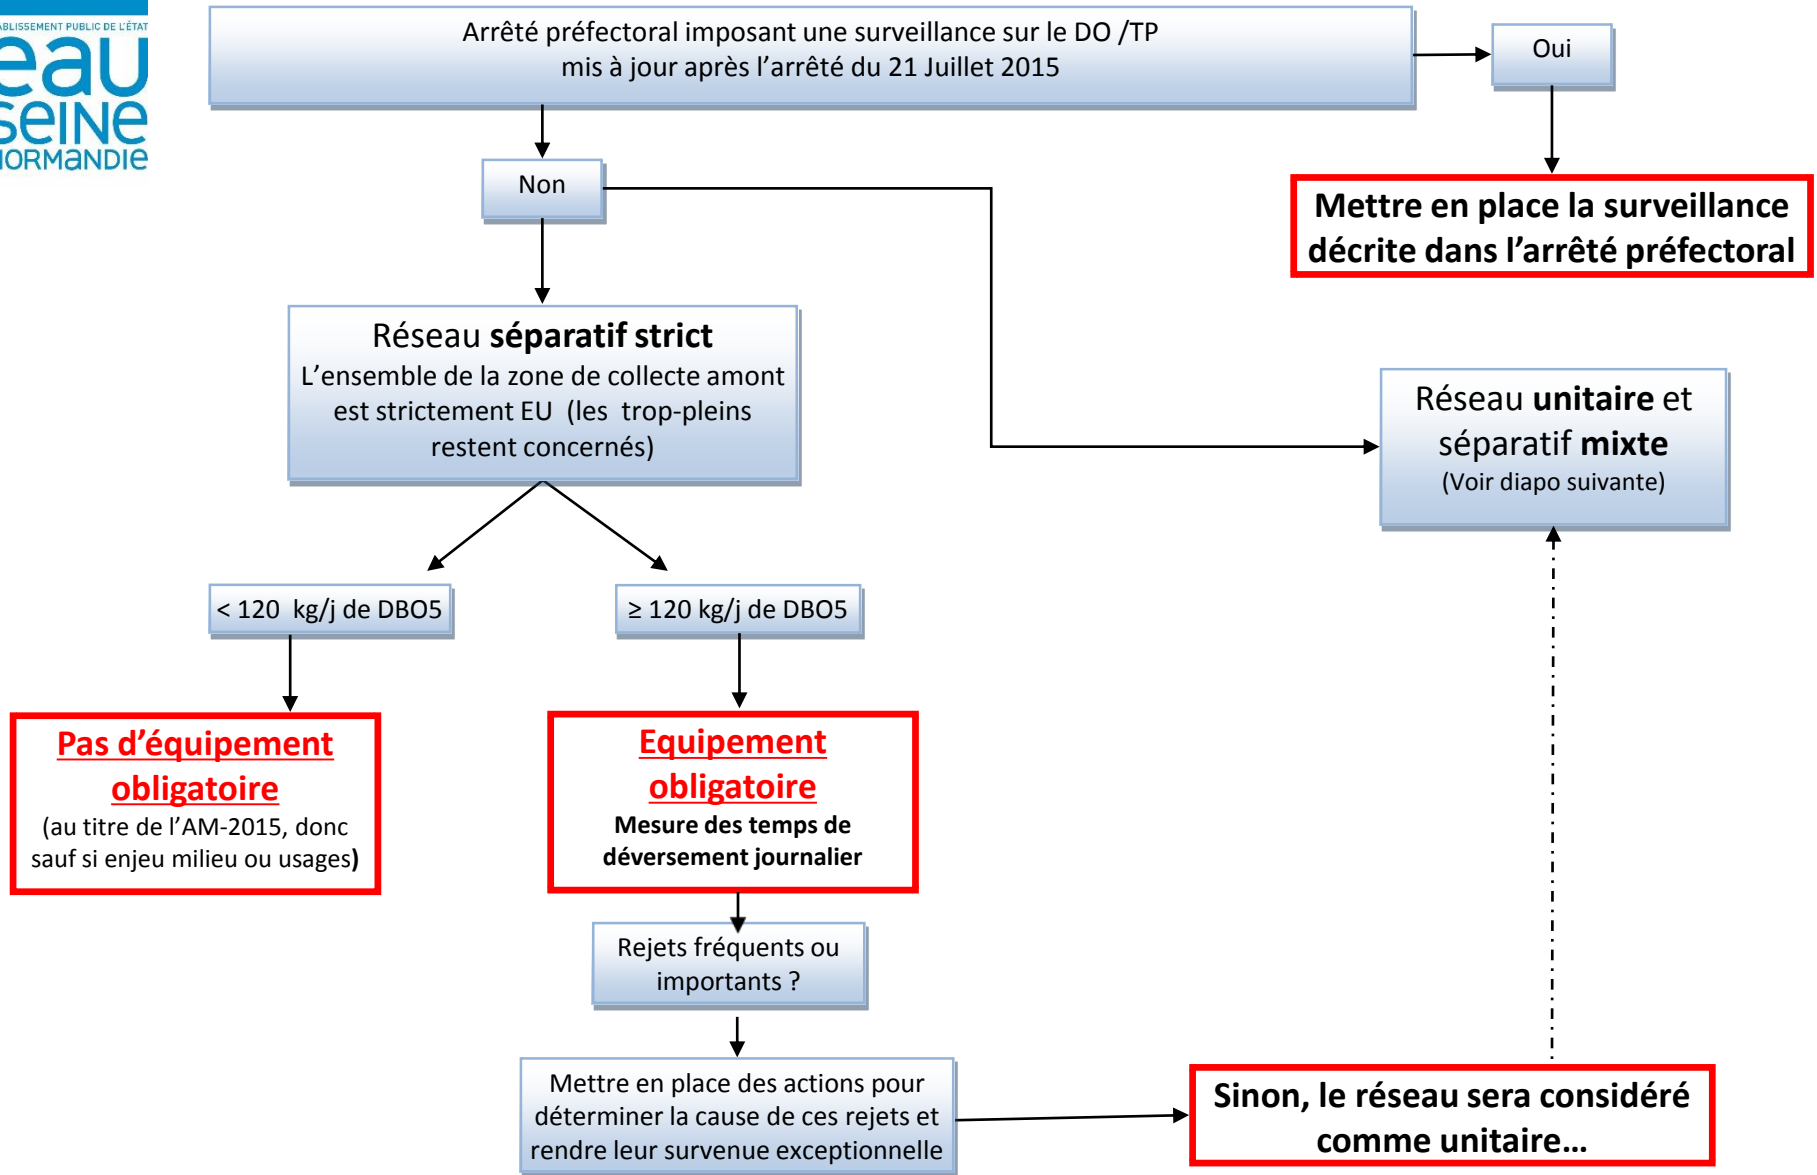 ABLISSEMENT PUBLIC DE L'ÉTAT
eau
seine
NORMANDIE
Arrêté préfectoral imposant une surveillance sur le DO /TP
mis à jour après l'arrêté du 21 Juillet 2015
Oui
Non
Mettre en place la surveillance
décrite dans l'arrêté préfectoral
Réseau séparatif strict
L'ensemble de la zone de collecte amont
est strictement EU (les trop-pleins
restent concernés)
Réseau unitaire et
séparatif mixte
(Voir diapo suivante)
< 120 kg/j de DBO5
≥ 120 kg/j de DBO5
Pas d'équipement
obligatoire
(au titre de l'AM-2015, donc
sauf si enjeu milieu ou usages)
Equipement
obligatoire
Mesure des temps de
déversement journalier
Rejets fréquents ou
importants ?
Mettre en place des actions pour
déterminer la cause de ces rejets et
rendre leur survenue exceptionnelle
Sinon, le réseau sera considéré
comme unitaire…